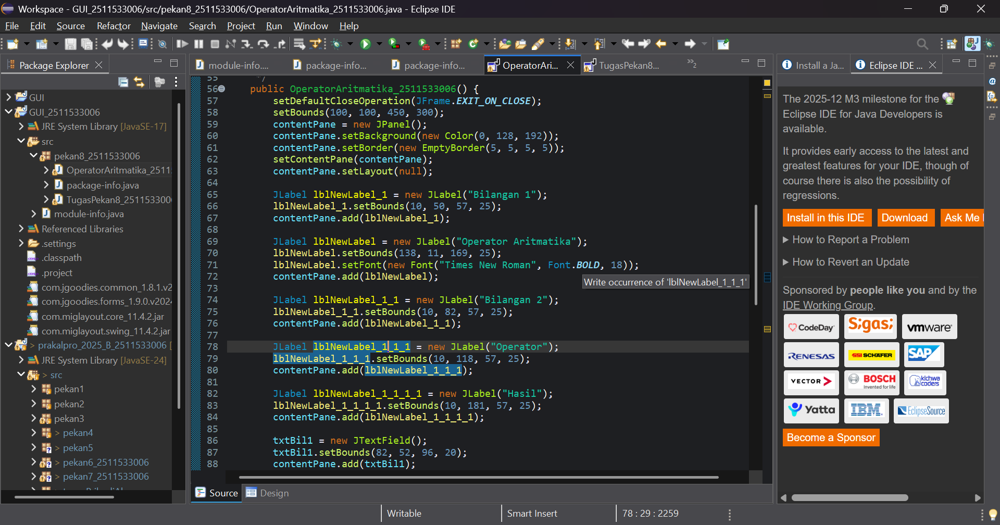 Workspace - GUI_2511533006/src/pekan8_2511533006/OperatorAritmatika_2511533006.java - Eclipse IDE
File Edit Source Refactor Navigate Search Project Run Window Help
Package Explorer
GUI
GUI_2511533006
JRE System Library [JavaSE-17]
src
pekan8_2511533006
OperatorAritmatika_2511
package-info.java
TugasPekan8_251153300
module-info.java
Referenced Libraries
.settings
.classpath
.project
com.jgoodies.common_1.8.1.v2
com.jgoodies.forms_1.9.0.v202
com.miglayout.core_11.4.2.jar
com.miglayout.swing_11.4.2.jar
> prakalpro_2025_B_2511533006 [
JRE System Library [JavaSE-24]
> src
pekan1
pekan2
pekan3
> pekan4
> pekan5
> pekan6_2511533006
> pekan7_2511533006
module-info.... package-info... package-info... OperatorAri... TugasPekan8... »2
55 */
56 public OperatorAritmatika_2511533006() {
57 setDefaultCloseOperation(JFrame.EXIT_ON_CLOSE);
58 setBounds(100, 100, 450, 300);
59 contentPane = new JPanel();
60 contentPane.setBackground(new Color(0, 128, 192));
61 contentPane.setBorder(new EmptyBorder(5, 5, 5, 5));
62 setContentPane(contentPane);
63 contentPane.setLayout(null);
64
65 JLabel lblNewLabel_1 = new JLabel("Bilangan 1");
66 lblNewLabel_1.setBounds(10, 50, 57, 25);
67 contentPane.add(lblNewLabel_1);
68
69 JLabel lblNewLabel = new JLabel("Operator Aritmatika");
70 lblNewLabel.setBounds(138, 11, 169, 25);
71 lblNewLabel.setFont(new Font("Times New Roman", Font.BOLD, 18));
72 contentPane.add(lblNewLabel);
Write occurrence of 'lblNewLabel_1_1_1'
73
74 JLabel lblNewLabel_1_1 = new JLabel("Bilangan 2");
75 lblNewLabel_1_1.setBounds(10, 82, 57, 25);
76 contentPane.add(lblNewLabel_1_1);
77
78 JLabel lblNewLabel_1_1_1 = new JLabel("Operator");
79 lblNewLabel_1_1_1.setBounds(10, 118, 57, 25);
80 contentPane.add(lblNewLabel_1_1_1);
81
82 JLabel lblNewLabel_1_1_1_1 = new JLabel("Hasil");
83 lblNewLabel_1_1_1_1.setBounds(10, 181, 57, 25);
84 contentPane.add(lblNewLabel_1_1_1_1);
85
86 txtBil1 = new JTextField();
87 txtBil1.setBounds(82, 52, 96, 20);
88 contentPane.add(txtBil1);
Source Design
Install a Ja... Eclipse IDE ...
The 2025-12 M3 milestone for the
Eclipse IDE for Java Developers is
available.
It provides early access to the latest and
greatest features for your IDE, though of
course there is also the possibility of
regressions.
Install in this IDE Download Ask Me
How to Report a Problem
How to Revert an Update
Sponsored by people like you and by the
IDE Working Group.
CodeDay Sigasi vmware
RENESAS SSI SCHÄFER SAP
VECTOR BOSCH Invented for life kichwa coders
Yatta IBM EclipseSource
Become a Sponsor
Writable Smart Insert 78 : 29 : 2259